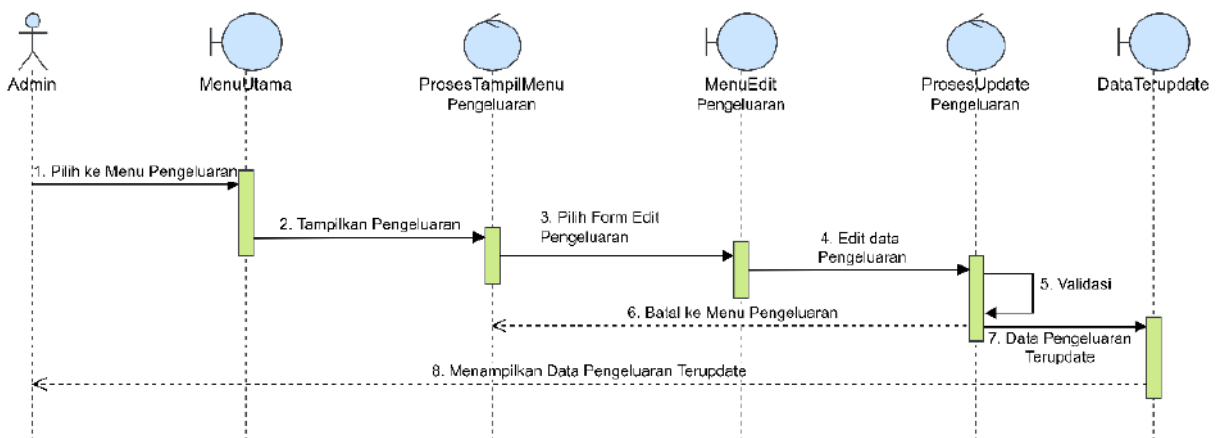 Admin
MenuUtama
ProsesTampilMenu
Pengeluaran
MenuEdit
Pengeluaran
ProsesUpdate
Pengeluaran
DataTerupdate
1. Pilih ke Menu Pengeluaran
2. Tampilkan Pengeluaran
3. Pilih Form Edit
Pengeluaran
4. Edit data
Pengeluaran
5. Validasi
6. Batal ke Menu Pengeluaran
7. Data Pengeluaran
Terupdate
8. Menampilkan Data Pengeluaran Terupdate